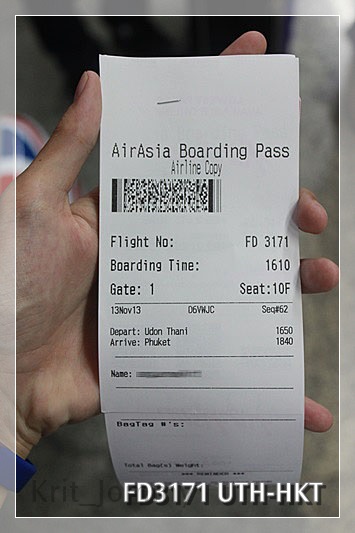 AirAsia Boarding Pass
Airline Copy
Flight No: FD 3171
Boarding Time: 1610
Gate: 1 Seat:10F
13Nov13 D6VWJC Seq#62
Depart: Udon Thani 1650
Arrive: Phuket 1840
Name:
BagTag #'s:
Total Bag(s) Weight:
FD3171 UTH-HKT